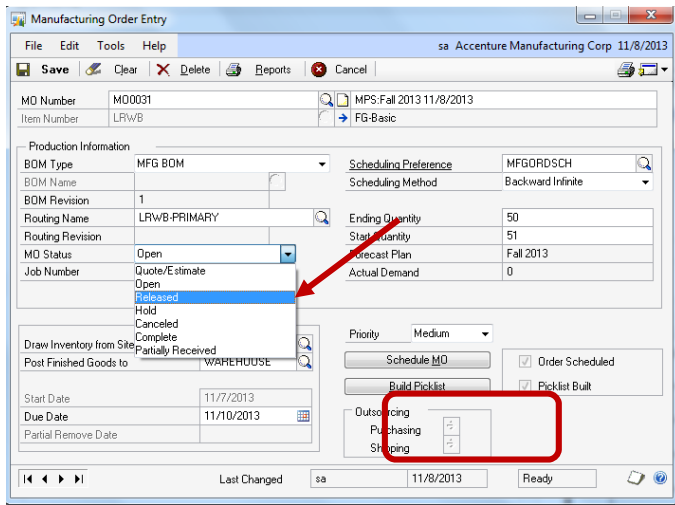 Manufacturing Order Entry
File Edit Tools Help sa Accenture Manufacturing Corp 11/8/2013
Save Clear Delete Reports Cancel
MO Number MO0031 MPS:Fall 2013 11/8/2013
Item Number LRWB FG-Basic
Production Information
BOM Type MFG BOM Scheduling Preference MFGORDSCH
BOM Name Scheduling Method Backward Infinite
BOM Revision 1
Routing Name LRWB-PRIMARY Ending Quantity 50
Routing Revision Start Quantity 51
MO Status Open Forecast Plan Fall 2013
Job Number Actual Demand 0
Quote/Estimate
Open
Released
Hold
Canceled
Complete
Partially Received
Priority Medium
Draw Inventory from Site
Post Finished Goods to WAREHOUSE Schedule MO Order Scheduled
Build Picklist Picklist Built
Start Date 11/7/2013
Due Date 11/10/2013 Outsourcing
Partial Remove Date Purchasing
Shipping
Last Changed sa 11/8/2013 Ready